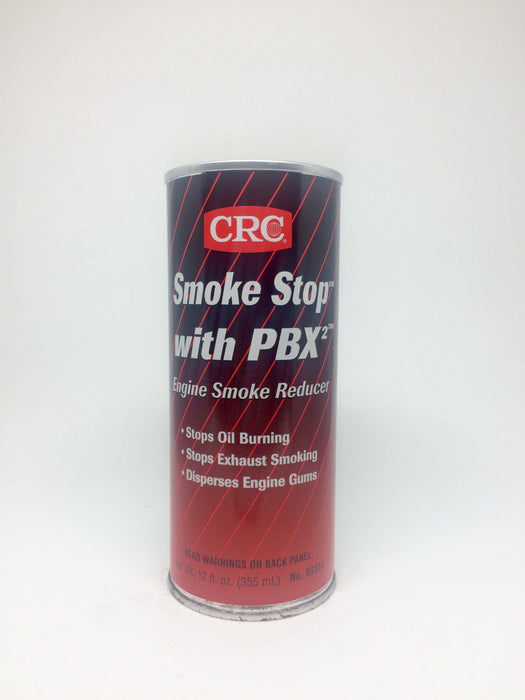 CRC®
Smoke Stop™
with PBX²™
Engine Smoke Reducer
• Stops Oil Burning
• Stops Exhaust Smoking
• Disperses Engine Gums
READ WARNINGS ON BACK PANEL.
Wt. 12 fl. oz. (355 mL) No.